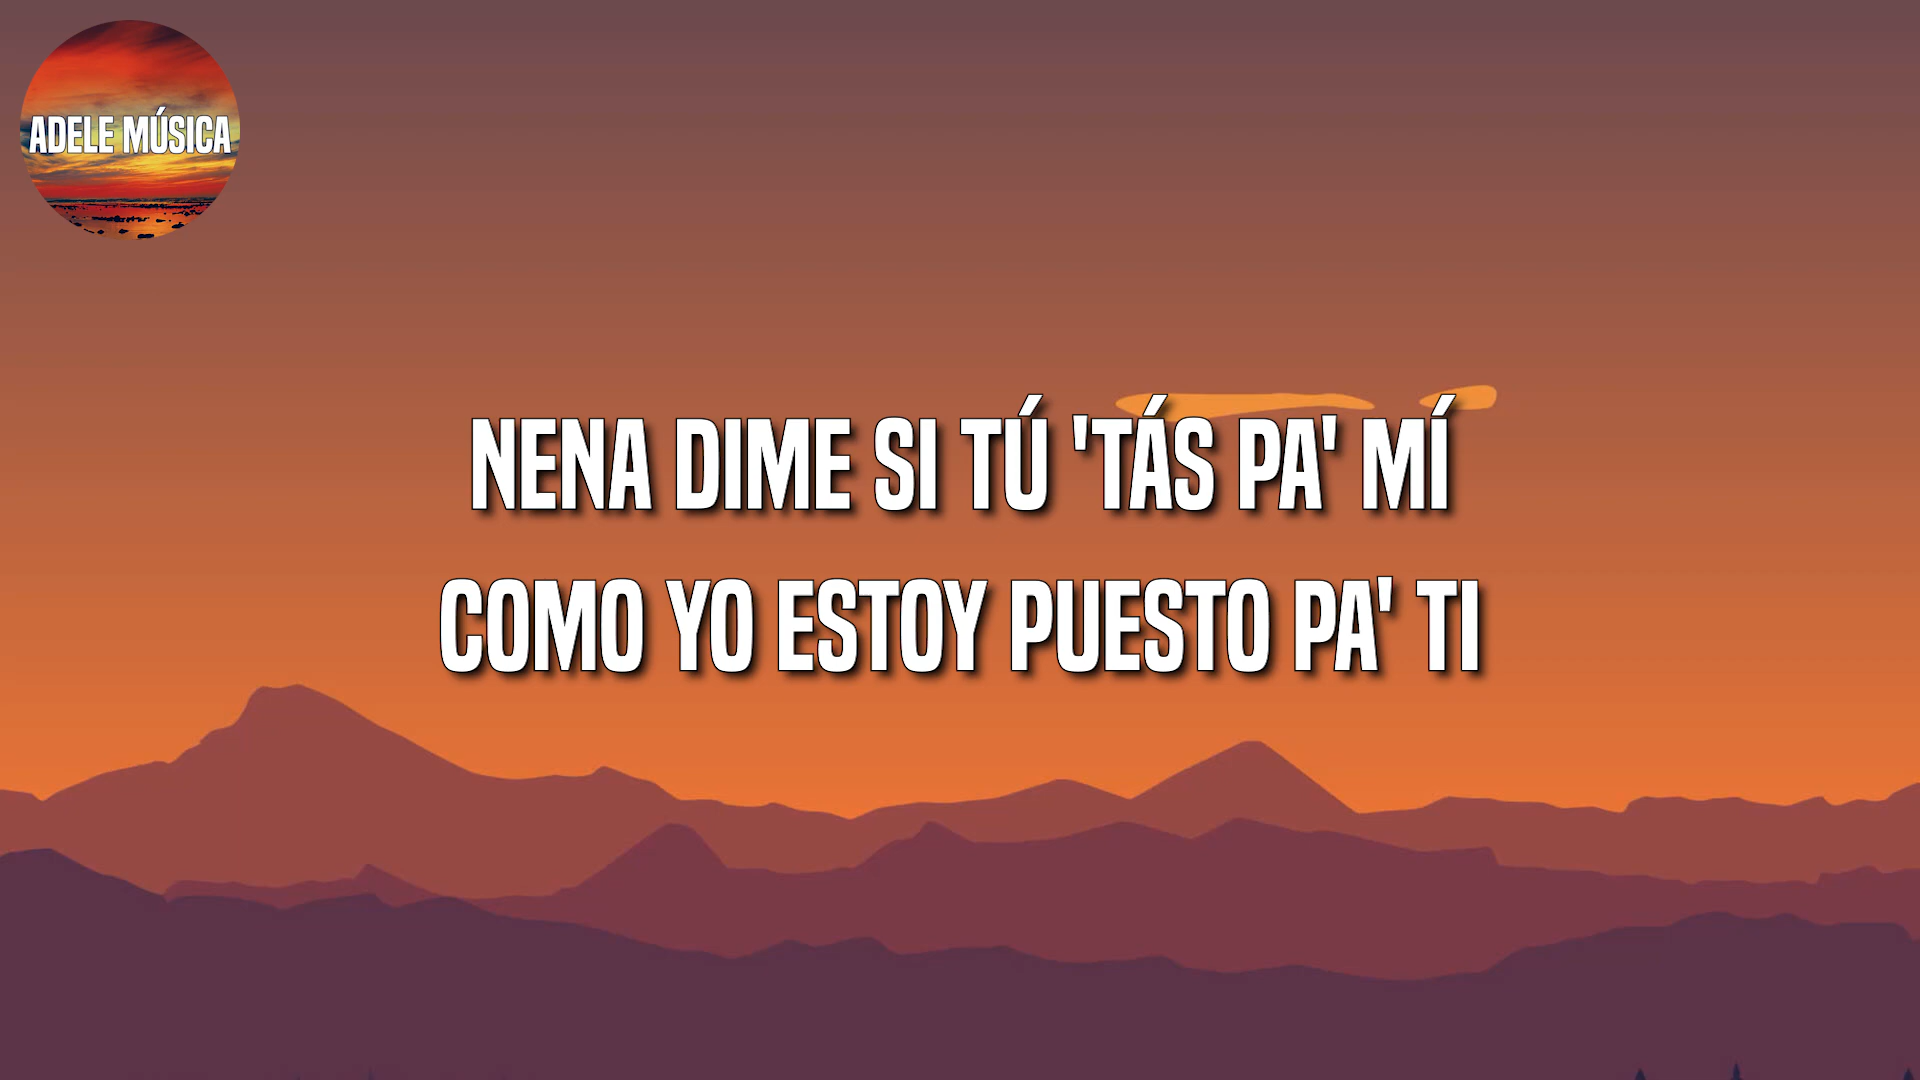 ADELE MÚSICA
NENA DIME SI TÚ 'TÁS PA' MÍ
COMO YO ESTOY PUESTO PA' TI